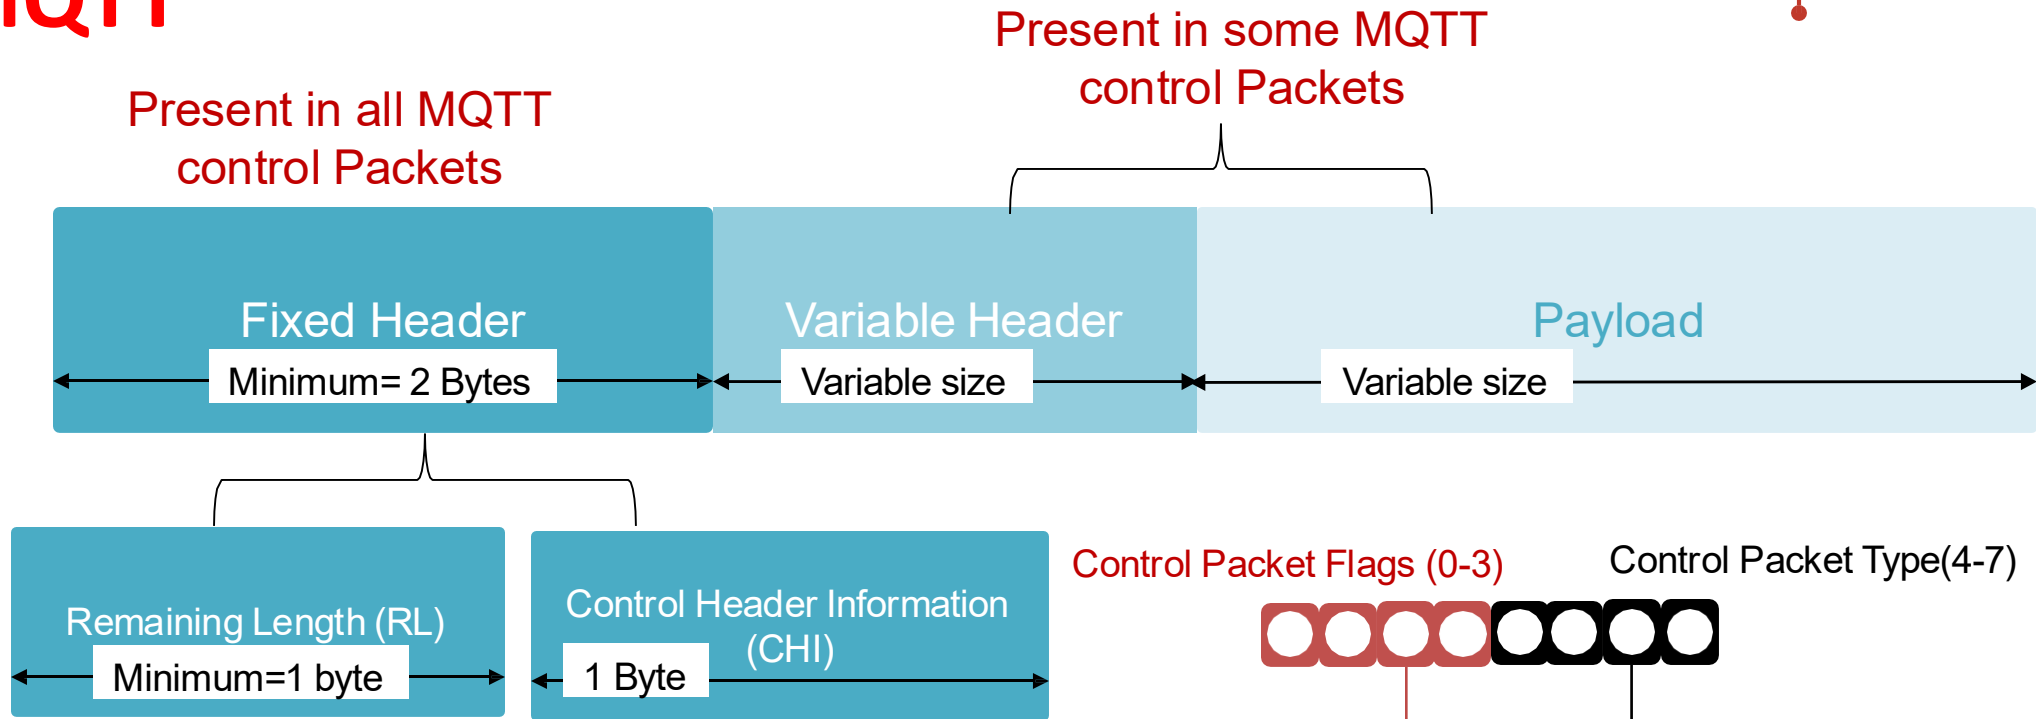 MQTT
Present in some MQTT
control Packets
Present in all MQTT
control Packets
Fixed Header
Variable Header
Payload
Minimum= 2 Bytes
Variable size
Variable size
Control Packet Flags (0-3)
Control Packet Type(4-7)
Remaining Length (RL)
Minimum=1 byte
Control Header Information
(CHI)
1 Byte